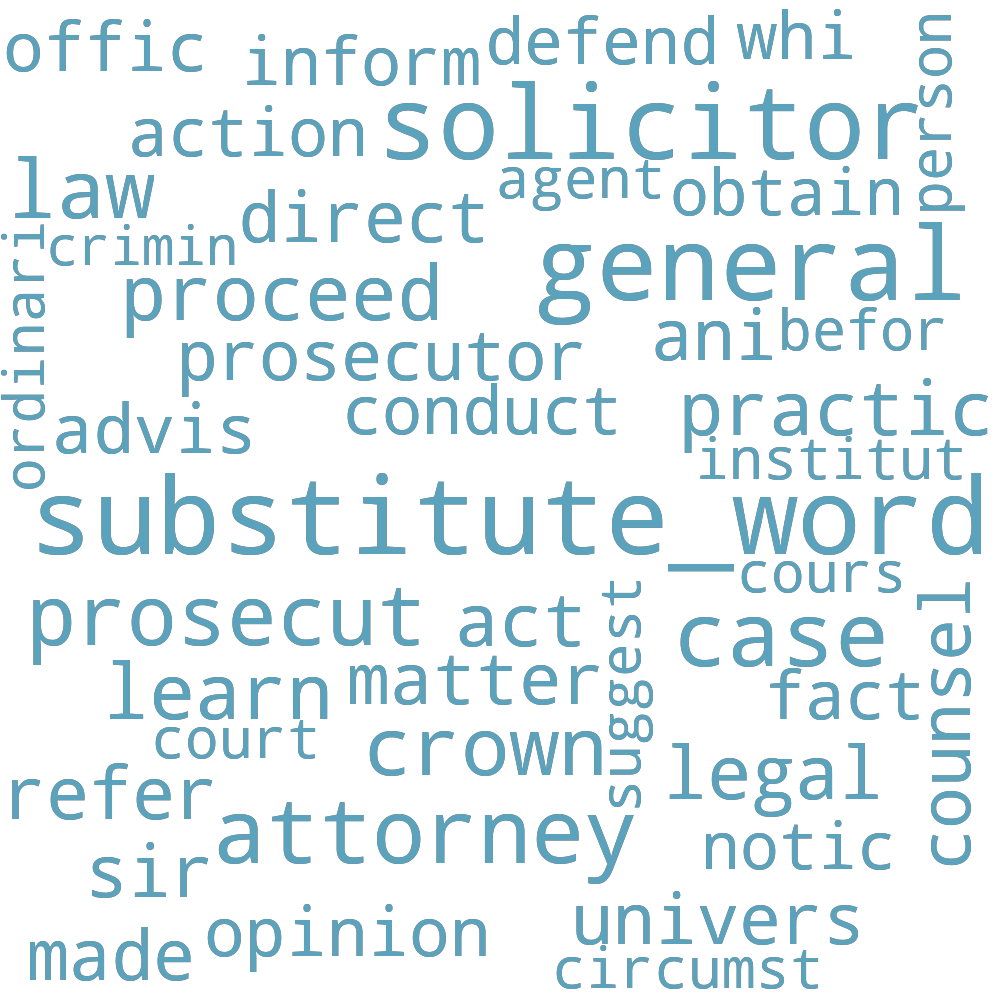 offic
inform
defend
whi
person
action
solicitor
law
agent
obtain
direct
crimin
general
ordinari
proceed
ani
befor
prosecutor
conduct
practic
advis
institut
substitute_word
cours
prosecut
act
suggest
case
counsel
learn
matter
fact
court
crown
legal
refer
attorney
notic
sir
opinion
univers
made
circumst